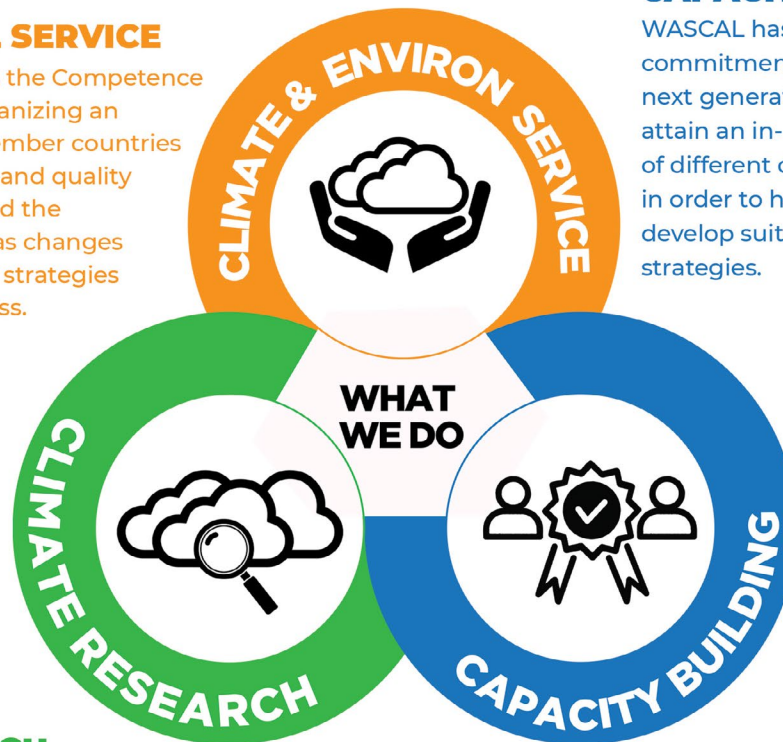 SERVICE
the Competence
anizing an
mber countries
and quality
d the
as changes
strategies
ss.
CLIMATE & ENVIRON SERVICE
WASCAL has
commitmen
next genera
attain an in-
of different c
in order to h
develop suit
strategies.
WHAT
WE DO
CLIMATE RESEARCH
CAPACITY BUILDING